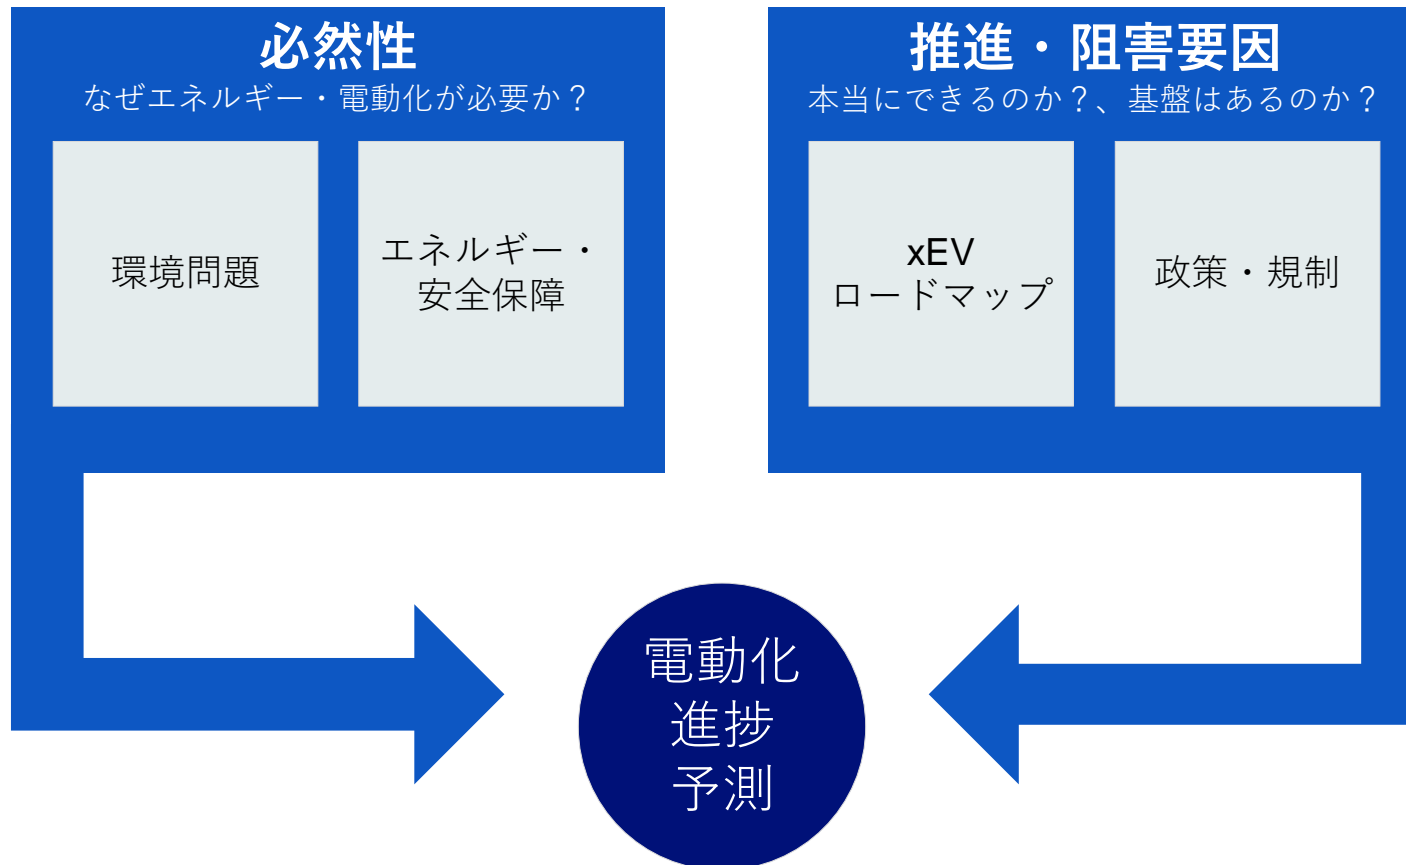 必然性
なぜエネルギー・電動化が必要か？
環境問題
エネルギー・
安全保障
推進・阻害要因
本当にできるのか？、基盤はあるのか？
xEV
ロードマップ
政策・規制
電動化
進捗
予測